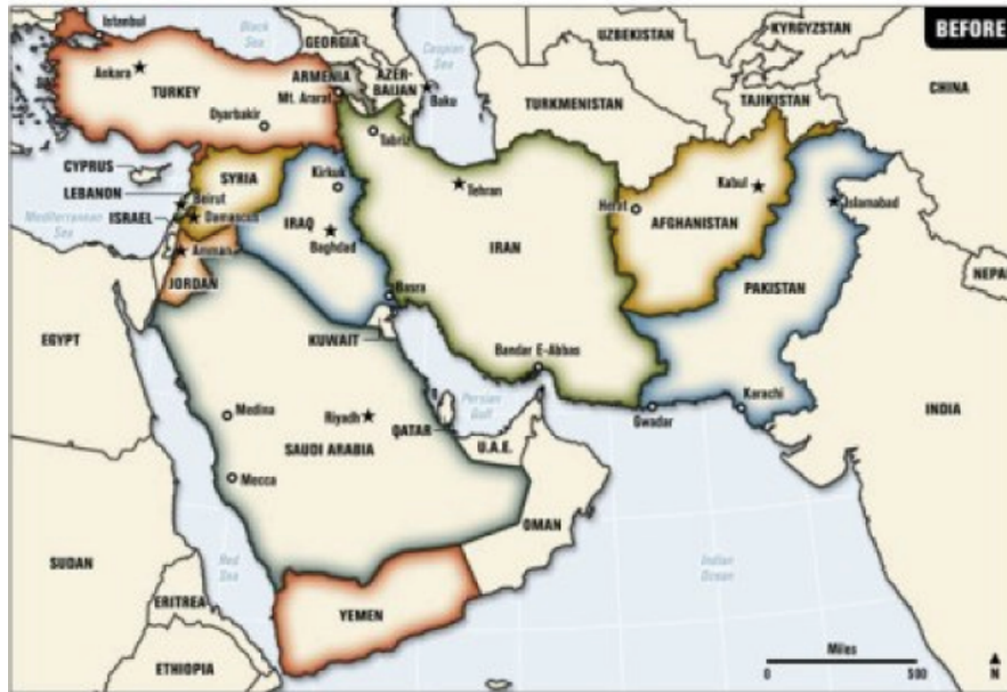 BEFORE
Istanbul
Black
Sea
GEORGIA
Caspian
Sea
UZBEKISTAN
KYRGYZSTAN
CHINA
Ankara
TURKEY
ARMENIA
Mt. Ararat
AZER-
BAIJAN
Baku
TURKMENISTAN
TAJIKISTAN
Dyarbakir
Tabriz
CYPRUS
SYRIA
Kirkuk
Tehran
Kabul
Islamabad
LEBANON
Beirut
Mediterranean
Sea
ISRAEL
Damascus
IRAQ
Baghdad
Herat
AFGHANISTAN
IRAN
Amman
JORDAN
Basra
PAKISTAN
NEPA
EGYPT
KUWAIT
Bandar E-Abbas
Persian
Gulf
Gwadar
Karachi
INDIA
Medina
Riyadh
QATAR
U.A.E.
SAUDI ARABIA
Mecca
OMAN
SUDAN
Red
Sea
Indian
Ocean
ERITREA
YEMEN
ETHIOPIA
Miles
0
500
N